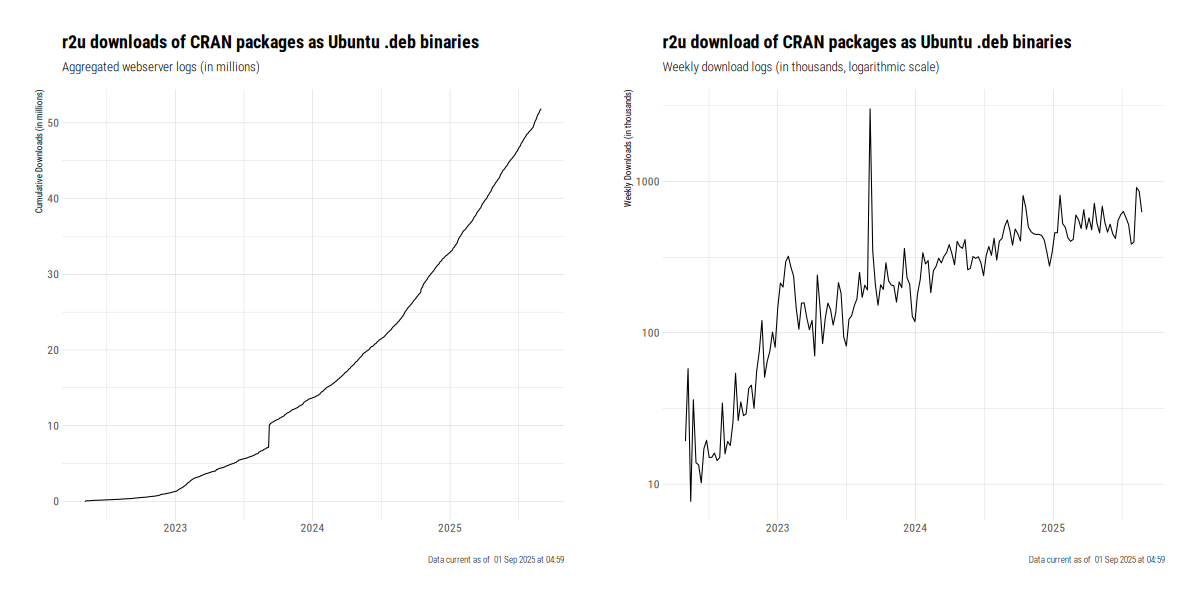 r2u downloads of CRAN packages as Ubuntu .deb binaries
Aggregated webserver logs (in millions)
Cumulative Downloads (in millions)
50
40
30
20
10
0
2023
2024
2025
Data current as of 01 Sep 2025 at 04:59
r2u download of CRAN packages as Ubuntu .deb binaries
Weekly download logs (in thousands, logarithmic scale)
Weekly Downloads (in thousands)
1000
100
10
2023
2024
2025
Data current as of 01 Sep 2025 at 04:59